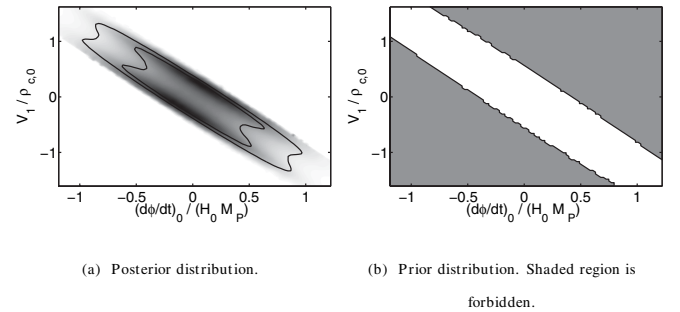 1
0
−1
V₁ / ρ_c,0
−1 −0.5 0 0.5 1
(dϕ/dt)₀ / (H₀ M_P)
1
0
−1
V₁ / ρ_c,0
−1 −0.5 0 0.5 1
(dϕ/dt)₀ / (H₀ M_P)
(a) Posterior distribution.
(b) Prior distribution. Shaded region is
forbidden.